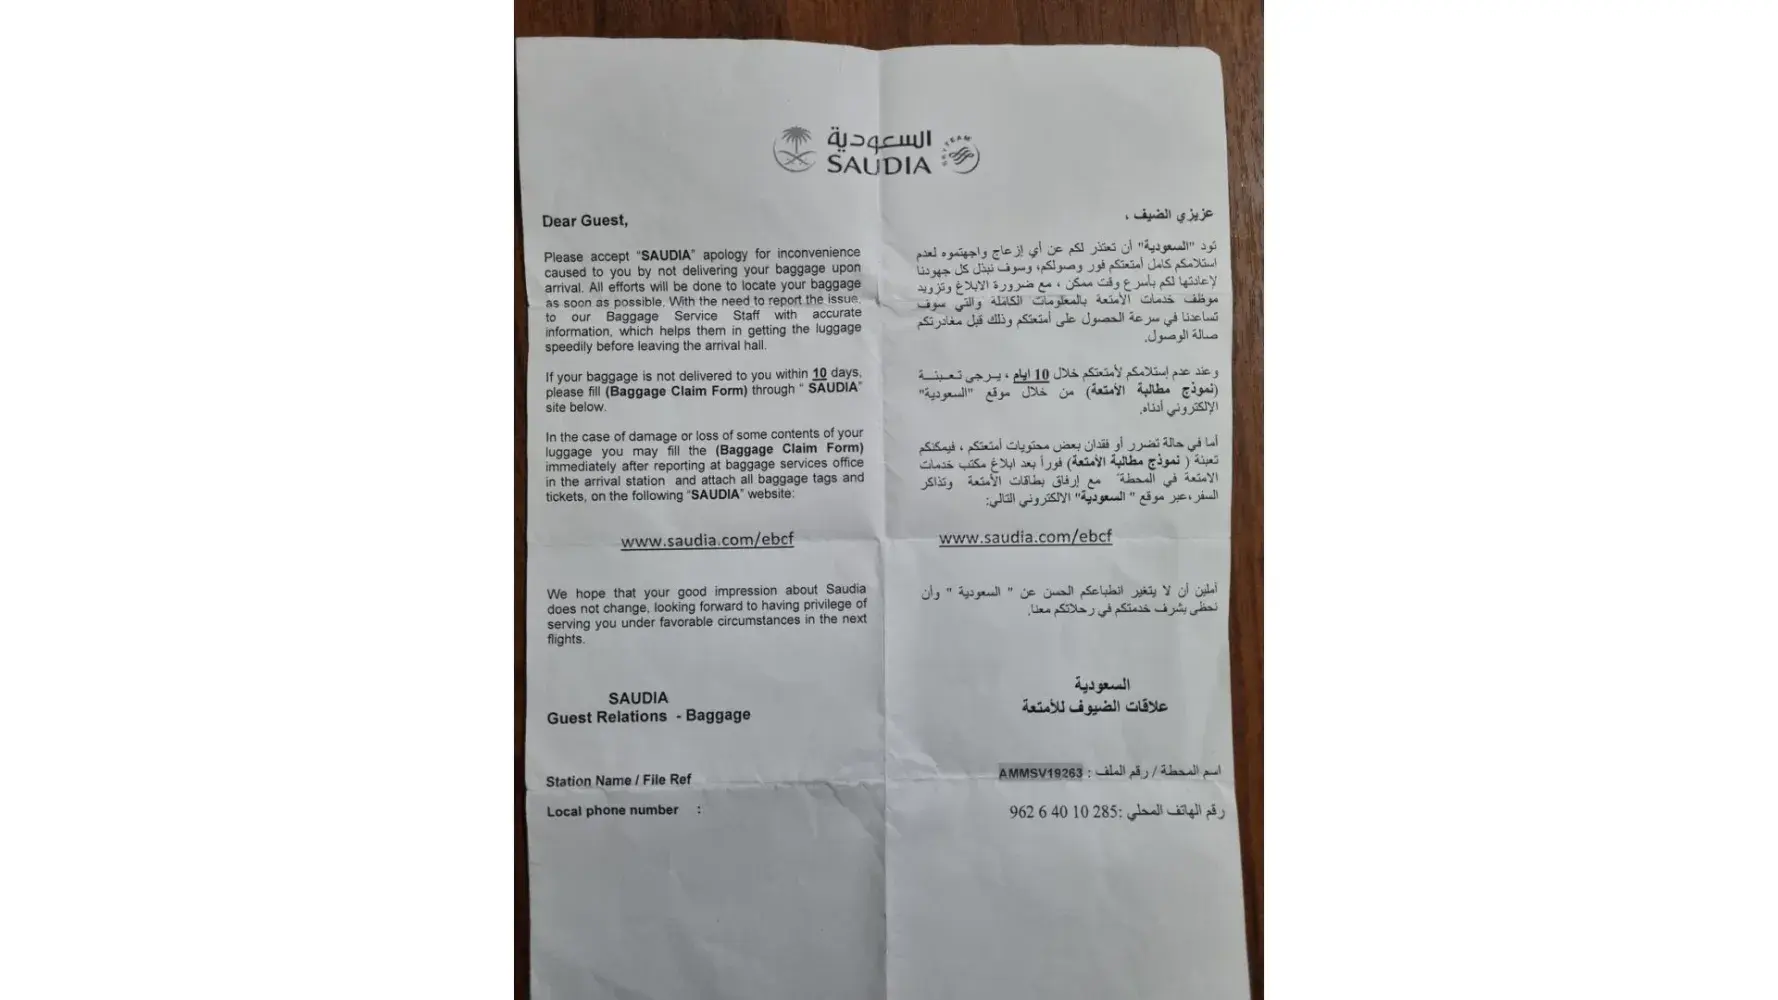 السعودية
SAUDIA
SKYTEAM
Dear Guest,
Please accept “SAUDIA” apology for inconvenience
caused to you by not delivering your baggage upon
arrival. All efforts will be done to locate your baggage
as soon as possible. With the need to report the issue,
to our Baggage Service Staff with accurate
information, which helps them in getting the luggage
speedily before leaving the arrival hall.
If your baggage is not delivered to you within 10 days,
please fill (Baggage Claim Form) through “ SAUDIA”
site below.
In the case of damage or loss of some contents of your
luggage you may fill the (Baggage Claim Form)
immediately after reporting at baggage services office
in the arrival station and attach all baggage tags and
tickets, on the following “SAUDIA” website:
www.saudia.com/ebcf
We hope that your good impression about Saudia
does not change, looking forward to having privilege of
serving you under favorable circumstances in the next
flights.
SAUDIA
Guest Relations - Baggage
Station Name / File Ref
Local phone number :
عزيزي الضيف ،
تود "السعودية" أن تعتذر لكم عن أي إزعاج واجهتموه لعدم
استلامكم كامل أمتعتكم فور وصولكم، وسوف نبذل كل جهودنا
لإعادتها لكم بأسرع وقت ممكن ، مع ضرورة الابلاغ وتزويد
موظف خدمات الأمتعة بالمعلومات الكاملة والتي سوف
تساعدنا في سرعة الحصول على أمتعتكم وذلك قبل مغادرتكم
صالة الوصول.
وعند عدم إستلامكم لأمتعتكم خلال 10 ايام ، يرجى تعبئة
(نموذج مطالبة الأمتعة) من خلال موقع "السعودية"
الإلكتروني أدناه.
أما في حالة تضرر أو فقدان بعض محتويات أمتعتكم ، فيمكنكم
تعبئة ( نموذج مطالبة الأمتعة) فوراً بعد ابلاغ مكتب خدمات
الامتعة في المحطة مع إرفاق بطاقات الأمتعة وتذاكر
السفر،عبر موقع " السعودية" الالكتروني التالي:
www.saudia.com/ebcf
آملين أن لا يتغير انطباعكم الحسن عن " السعودية " وأن
نحظى بشرف خدمتكم في رحلاتكم معنا.
السعودية
علاقات الضيوف للأمتعة
اسم المحطة / رقم الملف : AMMSV19263
رقم الهاتف المحلي :285 10 40 6 962